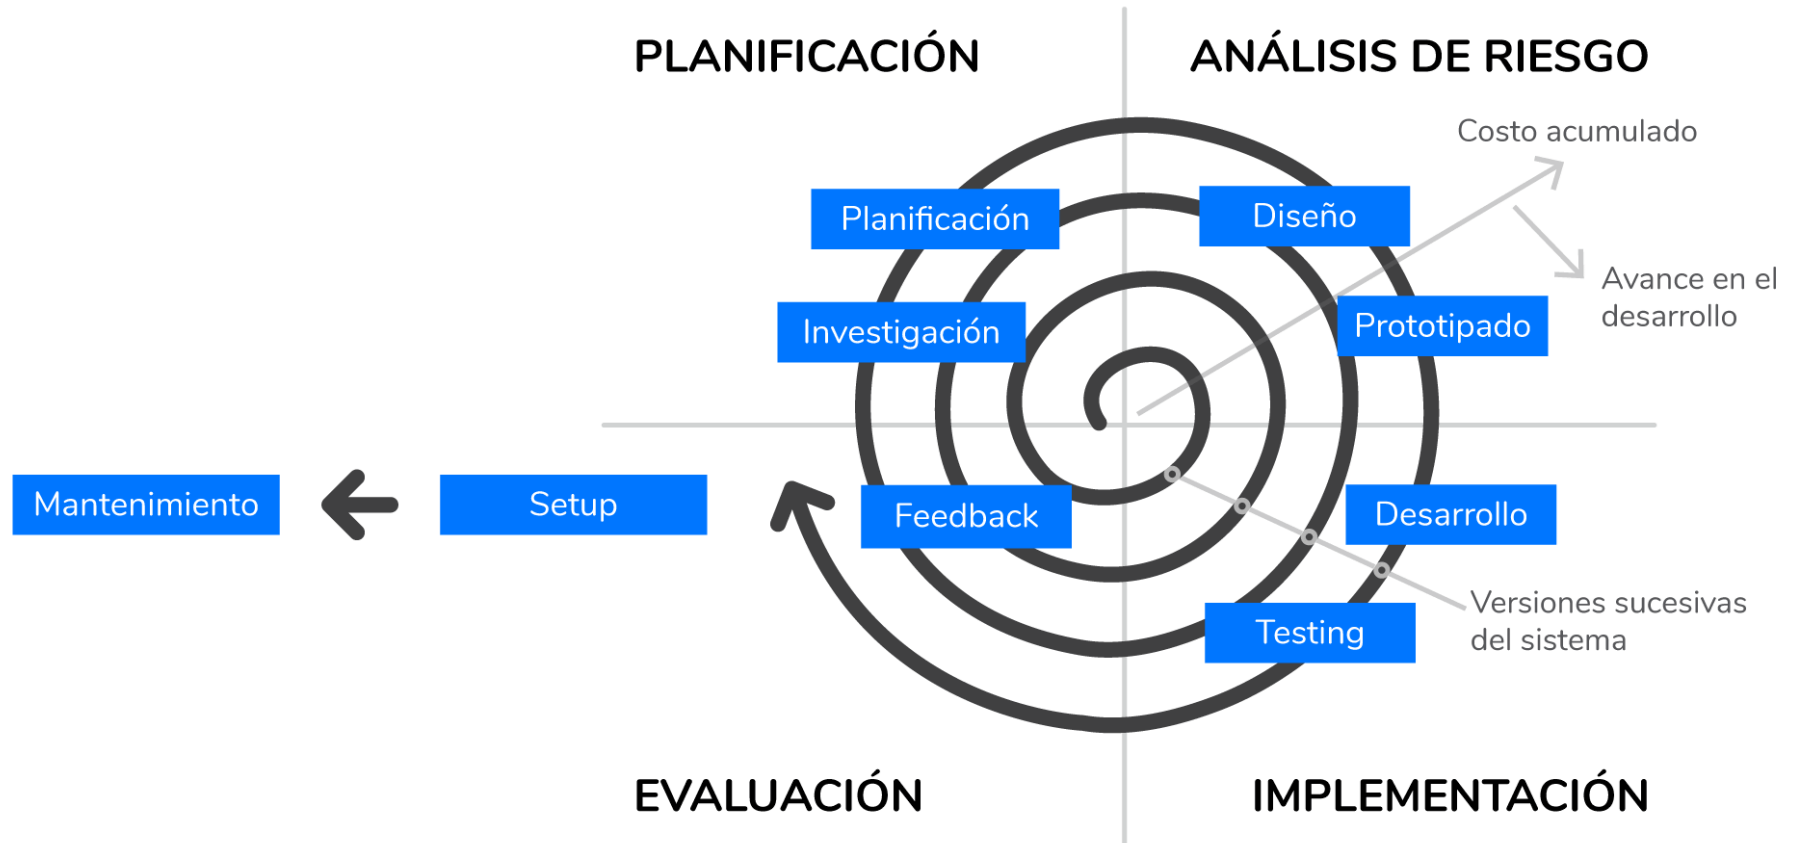 PLANIFICACIÓN
ANÁLISIS DE RIESGO
Costo acumulado
Planificación
Diseño
Avance en el
desarrollo
Investigación
Prototipado
Mantenimiento
Setup
Feedback
Desarrollo
Versiones sucesivas
del sistema
Testing
EVALUACIÓN
IMPLEMENTACIÓN